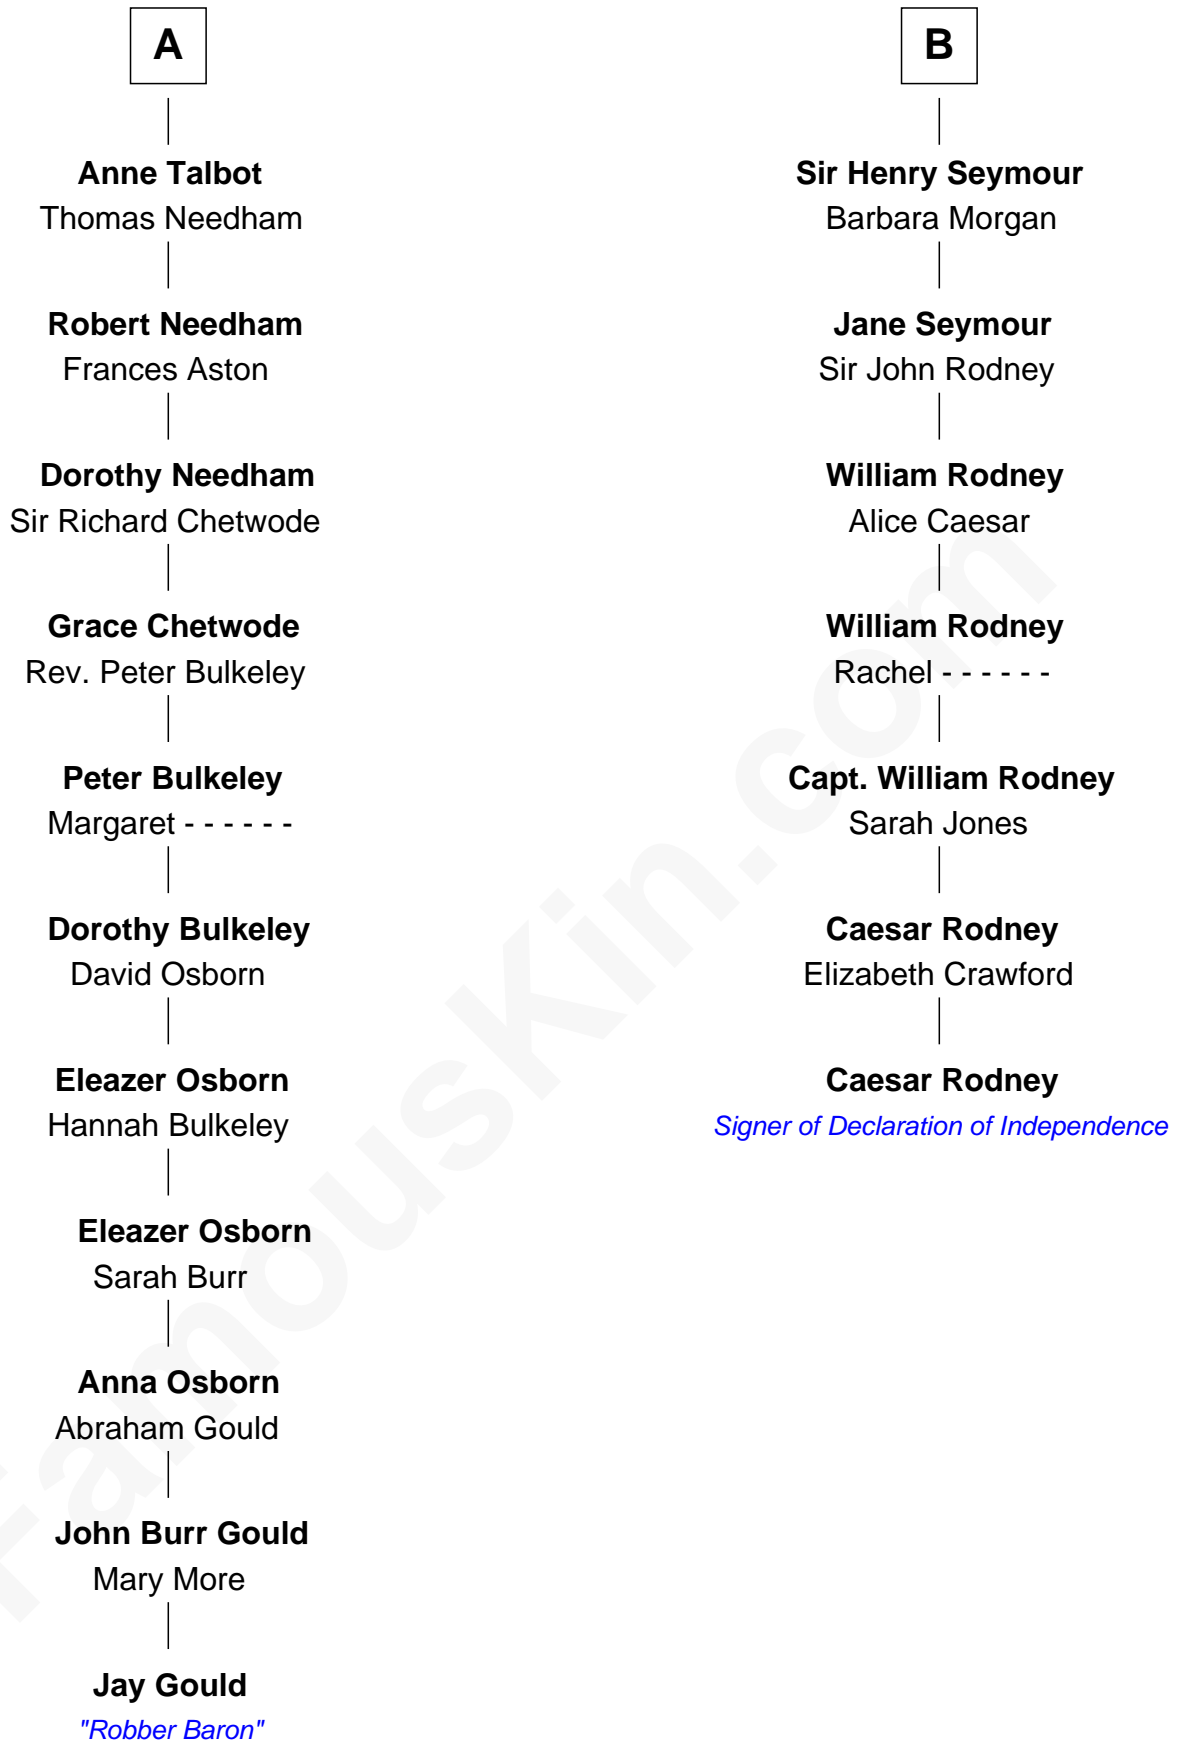 A
Anne Talbot
Thomas Needham
Robert Needham
Frances Aston
Dorothy Needham
Sir Richard Chetwode
Grace Chetwode
Rev. Peter Bulkeley
Peter Bulkeley
Margaret - - - - - -
Dorothy Bulkeley
David Osborn
Eleazer Osborn
Hannah Bulkeley
Eleazer Osborn
Sarah Burr
Anna Osborn
Abraham Gould
John Burr Gould
Mary More
Jay Gould
"Robber Baron"
B
Sir Henry Seymour
Barbara Morgan
Jane Seymour
Sir John Rodney
William Rodney
Alice Caesar
William Rodney
Rachel - - - - - -
Capt. William Rodney
Sarah Jones
Caesar Rodney
Elizabeth Crawford
Caesar Rodney
Signer of Declaration of Independence
FamousKin.com